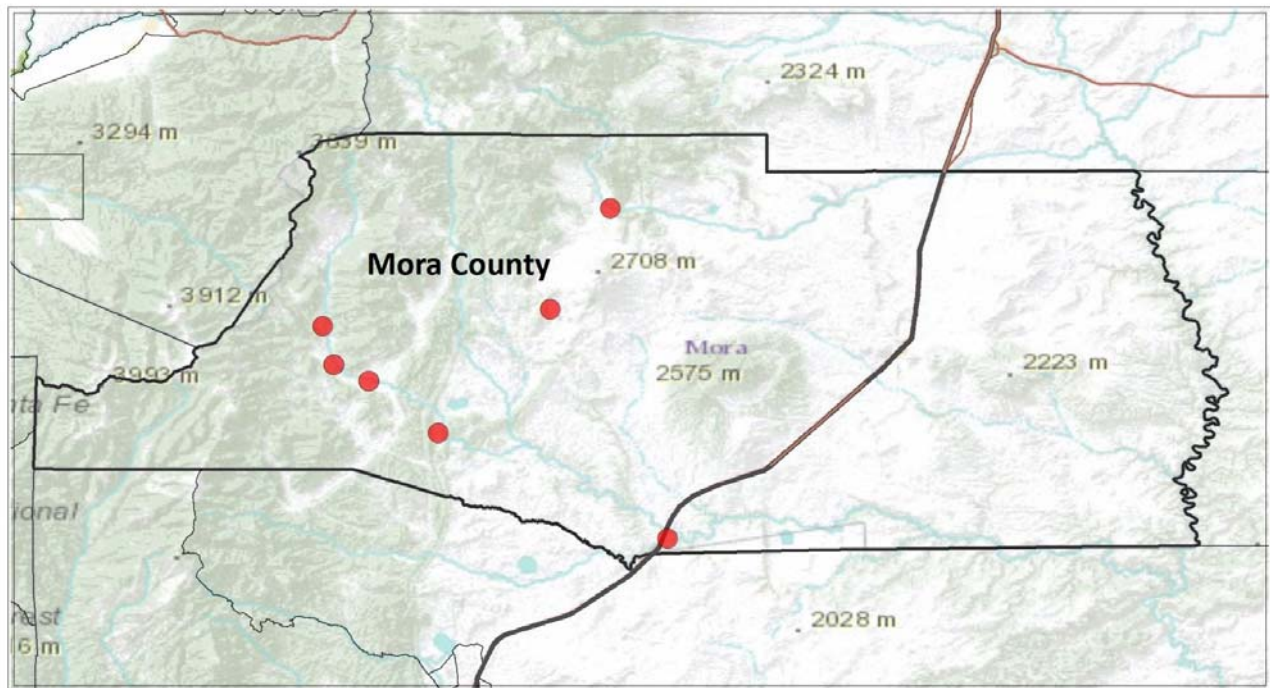 2324 m
3294 m
3839 m
Mora County
2708 m
3912 m
Mora
2575 m
2223 m
3993 m
nta Fe
ional
rest
2028 m
6 m